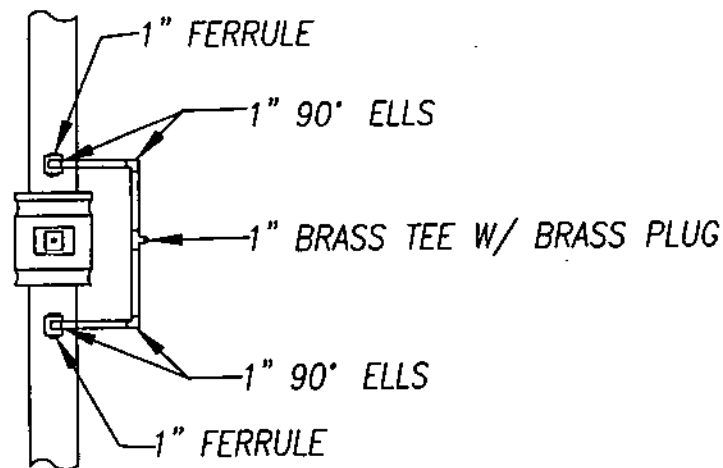 1" FERRULE
1" 90° ELLS
1" BRASS TEE W/ BRASS PLUG
1" 90° ELLS
1" FERRULE